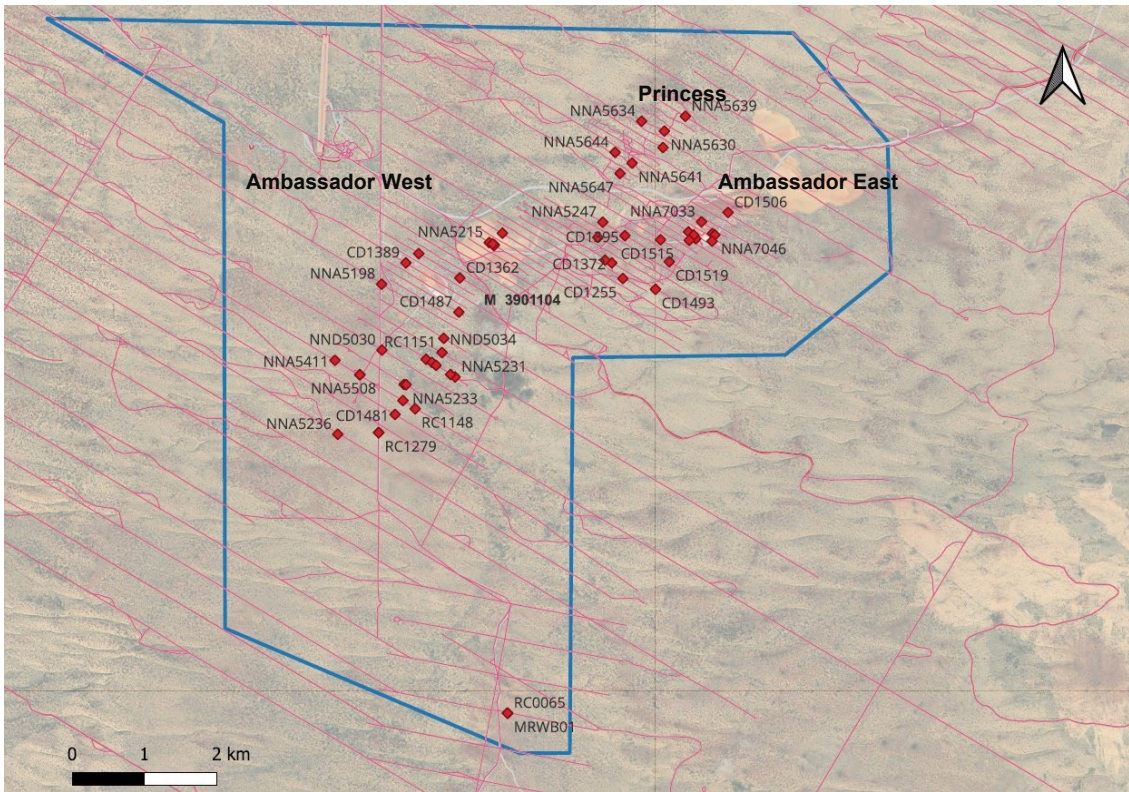 Princess
NNA5634
NNA5639
NNA5644
NNA5630
NNA5641
NNA5647
Ambassador West
Ambassador East
CD1506
NNA5247
NNA7033
NNA5215
CD1395
NNA7046
CD1389
CD1515
CD1362
CD1372
CD1519
NNA5198
CD1255
CD1493
CD1487
M 3901104
NND5030
RC1151
NND5034
NNA5411
NNA5231
NNA5508
NNA5233
CD1481
RC1148
NNA5236
RC1279
RC0065
MRWB01
0 1 2 km